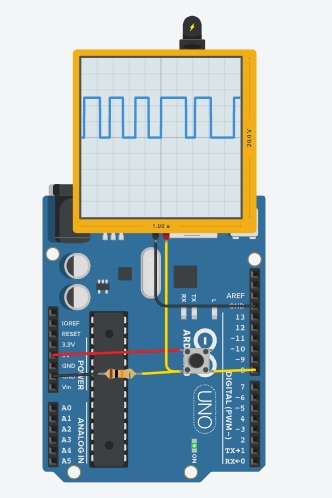 20.0 V
1.00 s
RX
TX
L
AREF
GND
13
12
~11
~10
~9
8
7
~6
~5
4
~3
2
TX→1
RX←0
DIGITAL (PWM~)
IOREF
RESET
3.3V
GND
GND
Vin
POWER
A0
A1
A2
A3
A4
A5
ANALOG IN
UNO
ON